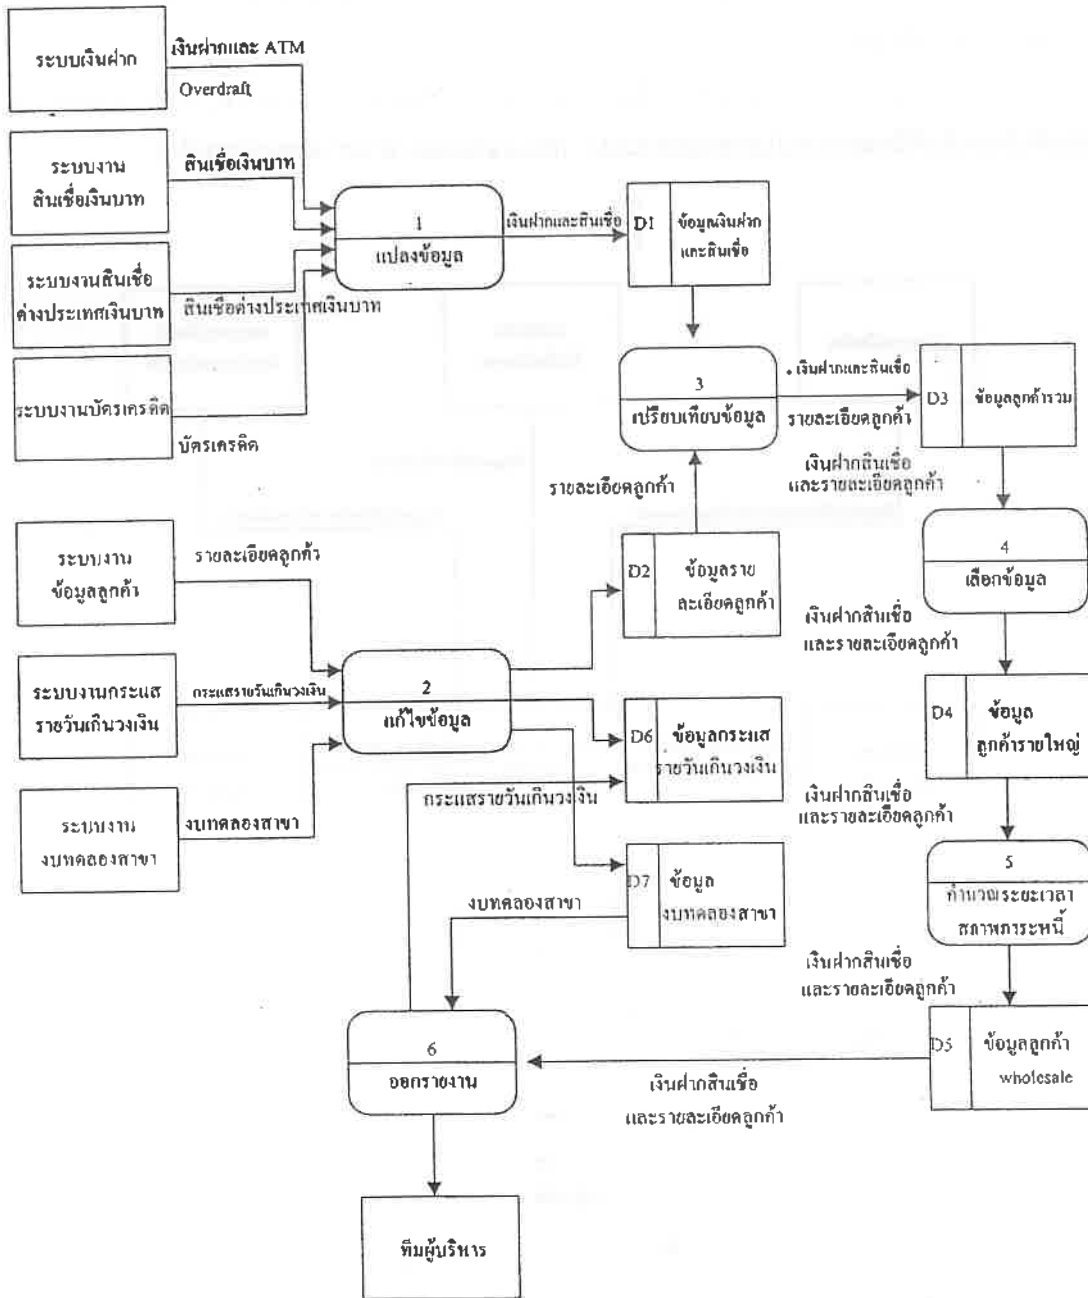 ระบบเงินฝาก
เงินฝากและ ATM
Overdraft
ระบบงาน
สินเชื่อเงินบาท
สินเชื่อเงินบาท
ระบบงานสินเชื่อ
ต่างประเทศเงินบาท
สินเชื่อต่างประเทศเงินบาท
ระบบงานบัตรเครดิต
บัตรเครดิต
1
แปลงข้อมูล
เงินฝากและสินเชื่อ
D1
ข้อมูลเงินฝาก
และสินเชื่อ
3
เปรียบเทียบข้อมูล
เงินฝากและสินเชื่อ
รายละเอียดลูกค้า
D3
ข้อมูลลูกค้ารวม
รายละเอียดลูกค้า
เงินฝากสินเชื่อ
และรายละเอียดลูกค้า
ระบบงาน
ข้อมูลลูกค้า
รายละเอียดลูกค้า
D2
ข้อมูลราย
ละเอียดลูกค้า
4
เลือกข้อมูล
เงินฝากสินเชื่อ
และรายละเอียดลูกค้า
ระบบงานกระแส
รายวันเกินวงเงิน
กระแสรายวันเกินวงเงิน
2
แก้ไขข้อมูล
D6
ข้อมูลกระแส
รายวันเกินวงเงิน
D4
ข้อมูล
ลูกค้ารายใหญ่
กระแสรายวันเกินวงเงิน
เงินฝากสินเชื่อ
และรายละเอียดลูกค้า
ระบบงาน
งบทดลองสาขา
งบทดลองสาขา
D7
ข้อมูล
งบทดลองสาขา
งบทดลองสาขา
5
คำนวณระยะเวลา
สภาพภาระหนี้
เงินฝากสินเชื่อ
และรายละเอียดลูกค้า
6
ออกรายงาน
D5
ข้อมูลลูกค้า
wholesale
เงินฝากสินเชื่อ
และรายละเอียดลูกค้า
ทีมผู้บริหาร